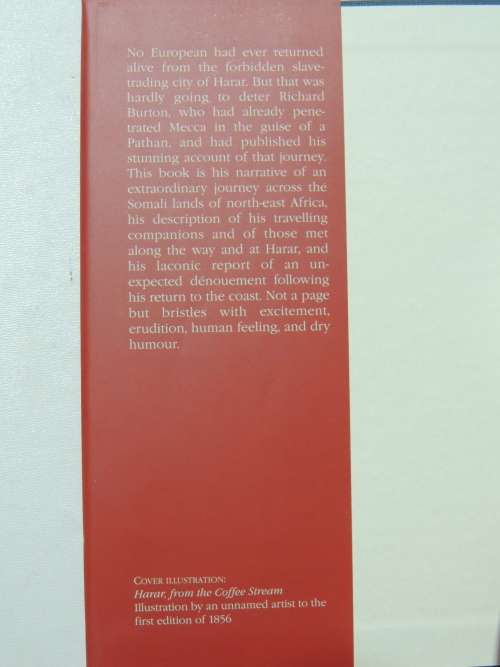 No European had ever returned
alive from the forbidden slave-
trading city of Harar. But that was
hardly going to deter Richard
Burton, who had already pene-
trated Mecca in the guise of a
Pathan, and had published his
stunning account of that journey.
This book is his narrative of an
extraordinary journey across the
Somali lands of north-east Africa,
his description of his travelling
companions and of those met
along the way and at Harar, and
his laconic report of an un-
expected dénouement following
his return to the coast. Not a page
but bristles with excitement,
erudition, human feeling, and dry
humour.
COVER ILLUSTRATION:
Harar, from the Coffee Stream
Illustration by an unnamed artist to the
first edition of 1856